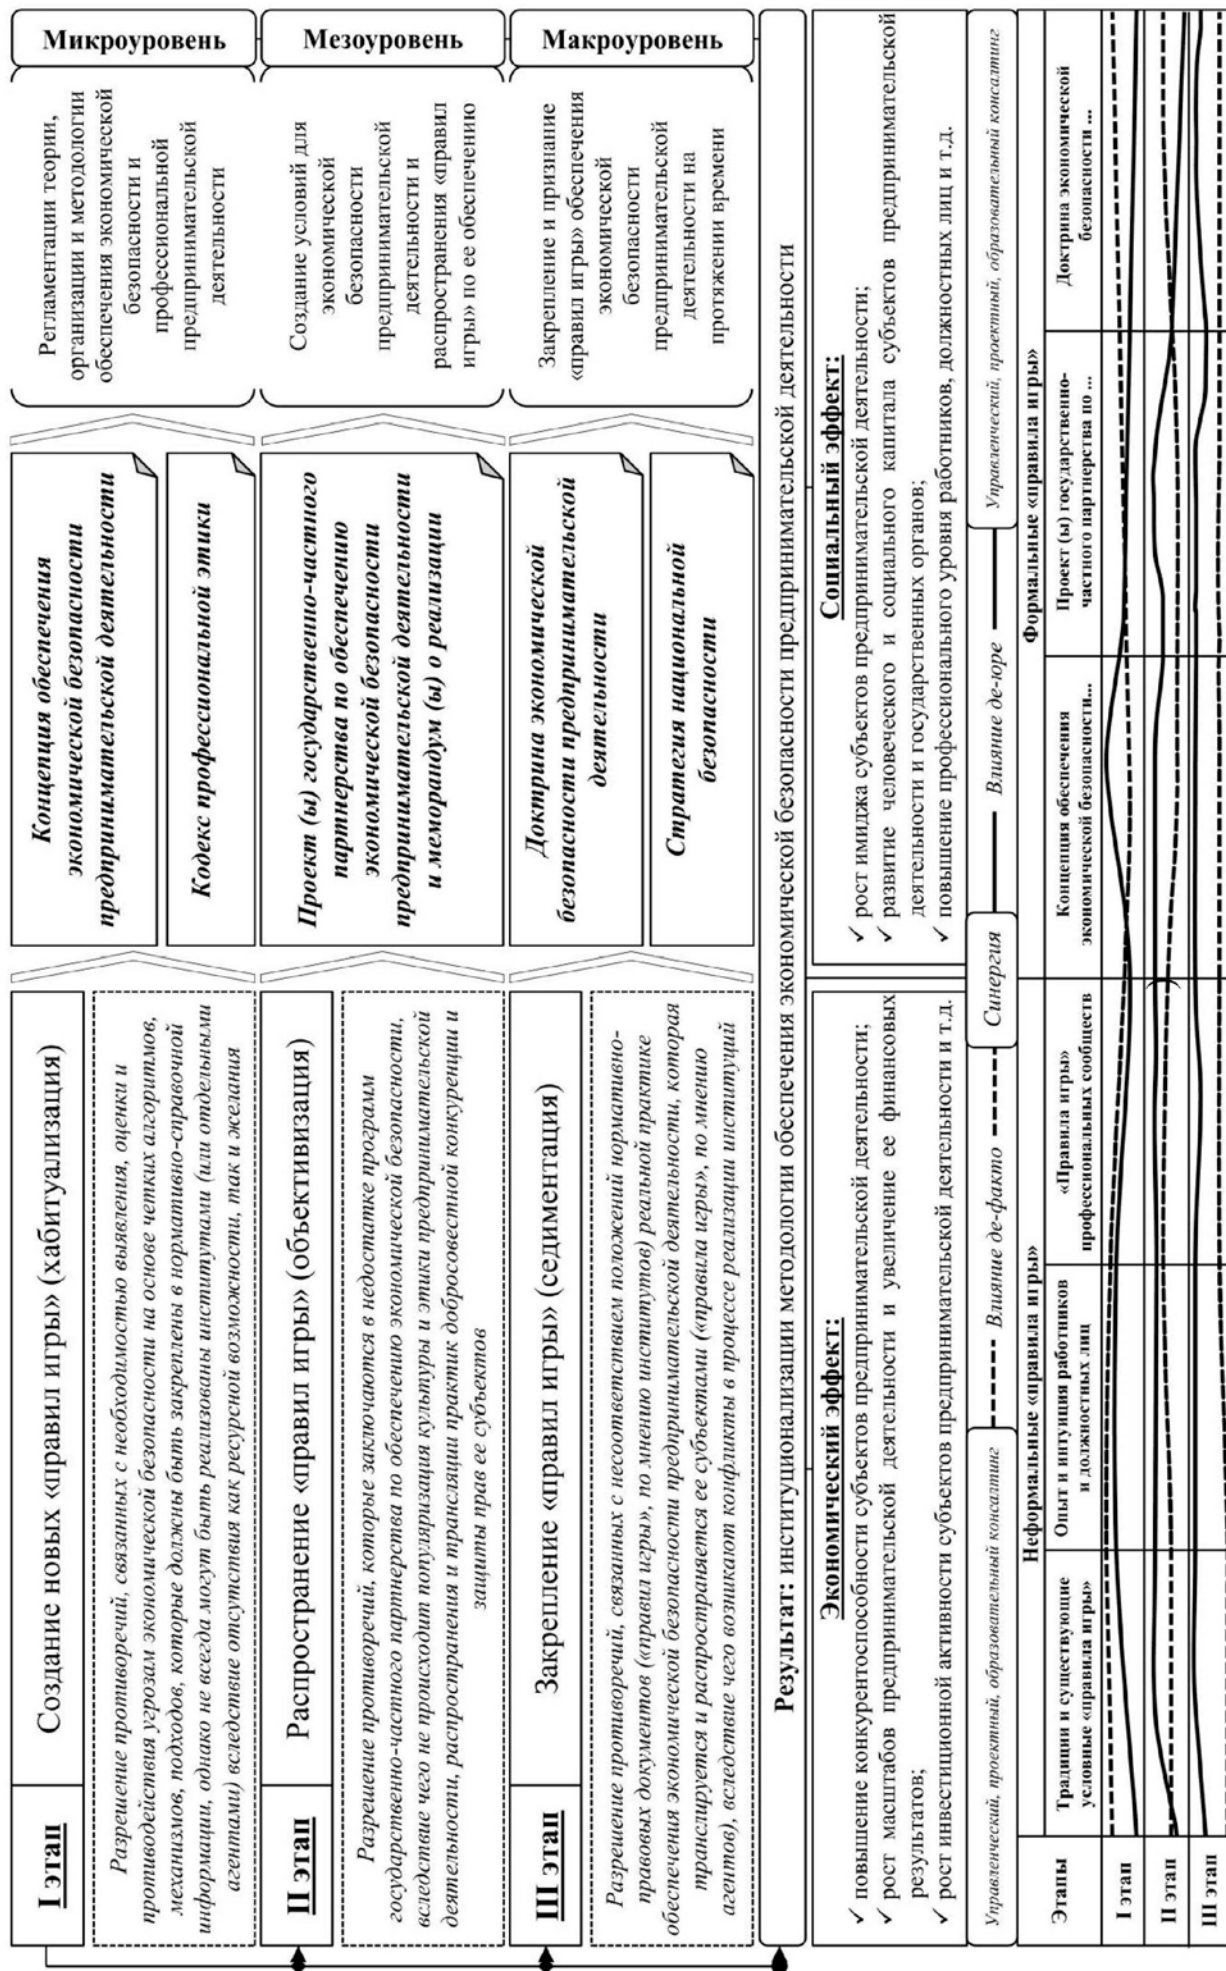 I этап
Создание новых «правил игры» (хабитуализация)
Разрешение противоречий, связанных с необходимостью выявления, оценки и
противодействия угрозам экономической безопасности на основе четких алгоритмов,
механизмов, подходов, которые должны быть закреплены в нормативно-справочной
информации, однако не всегда могут быть реализованы институтами (или отдельными
агентами) вследствие отсутствия как ресурсной возможности, так и желания
Концепция обеспечения
экономической безопасности
предпринимательской деятельности
Кодекс профессиональной этики
Регламентации теории,
организации и методологии
обеспечения экономической
безопасности и
профессиональной
предпринимательской
деятельности
Микроуровень
II этап
Распространение «правил игры» (объективизация)
Разрешение противоречий, которые заключаются в недостатке программ
государственно-частного партнерства по обеспечению экономической безопасности,
вследствие чего не происходит популяризация культуры и этики предпринимательской
деятельности, распространения и трансляции практик добросовестной конкуренции и
защиты прав ее субъектов
Проект (ы) государственно-частного
партнерства по обеспечению
экономической безопасности
предпринимательской деятельности
и меморандум (ы) о реализации
Создание условий для
экономической
безопасности
предпринимательской
деятельности и
распространения «правил
игры» по ее обеспечению
Мезоуровень
III этап
Закрепление «правил игры» (седиментация)
Разрешение противоречий, связанных с несоответствием положений нормативно-
правовых документов («правил игры», по мнению институтов) реальной практике
обеспечения экономической безопасности предпринимательской деятельности, которая
транслируется и распространяется ее субъектами («правила игры», по мнению
агентов), вследствие чего возникают конфликты в процессе реализации институций
Доктрина экономической
безопасности предпринимательской
деятельности
Стратегия национальной
безопасности
Закрепление и признание
«правил игры» обеспечения
экономической
безопасности
предпринимательской
деятельности на
протяжении времени
Макроуровень
Результат: институционализации методологии обеспечения экономической безопасности предпринимательской деятельности
Экономический эффект:
✓ повышение конкурентоспособности субъектов предпринимательской деятельности;
✓ рост масштабов предпринимательской деятельности и увеличение ее финансовых
результатов;
✓ рост инвестиционной активности субъектов предпринимательской деятельности и т.д.
Социальный эффект:
✓ рост имиджа субъектов предпринимательской деятельности;
✓ развитие человеческого и социального капитала субъектов предпринимательской
деятельности и государственных органов;
✓ повышение профессионального уровня работников, должностных лиц и т.д.
Управленческий, проектный, образовательный консалтинг
Влияние де-факто
Синергия
Влияние де-юре
Управленческий, проектный, образовательный консалтинг
Этапы
Неформальные «правила игры»
Формальные «правила игры»
Традиции и существующие
условные «правила игры»
Опыт и интуиция работников
и должностных лиц
«Правила игры»
профессиональных сообществ
Концепция обеспечения
экономической безопасности...
Проект (ы) государственно-
частного партнерства по ...
Доктрина экономической
безопасности ...
I этап
II этап
III этап